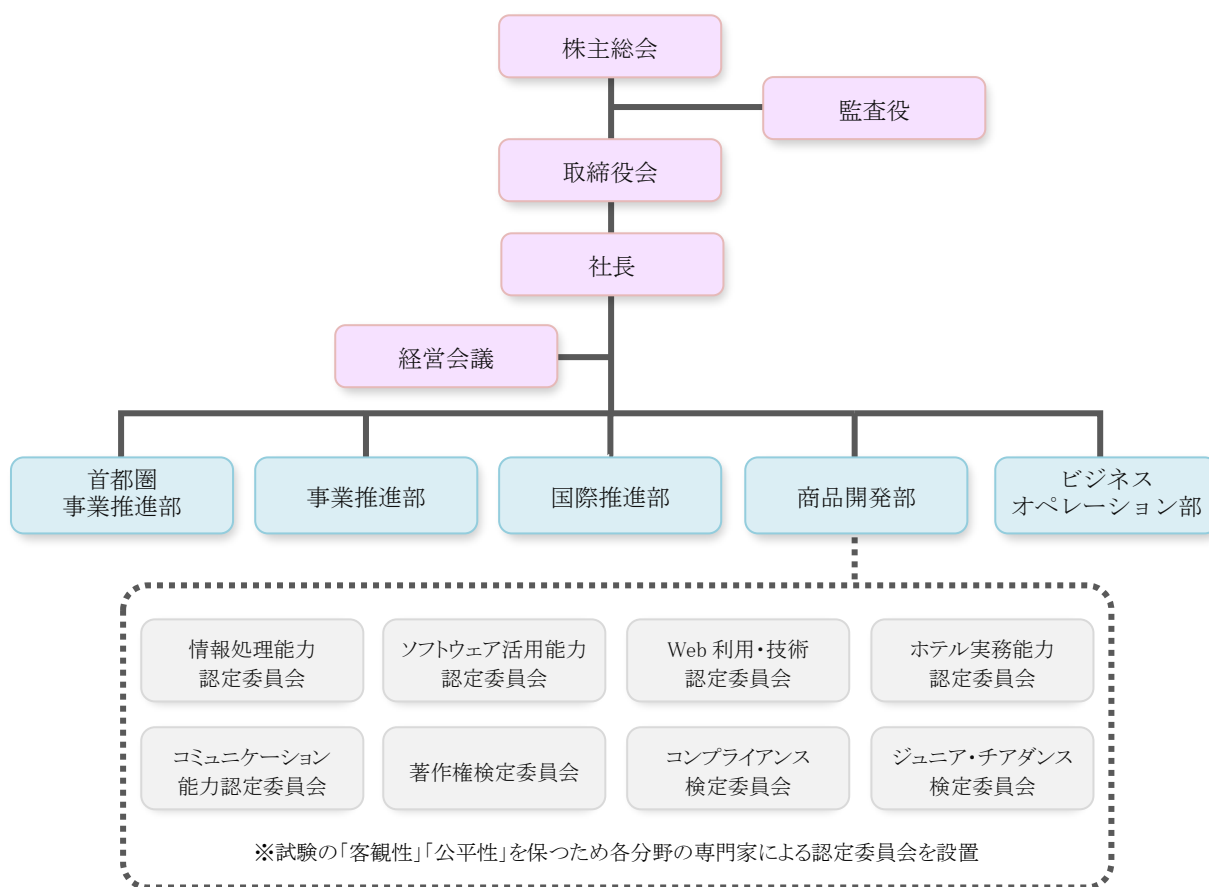 株主総会
監査役
取締役会
社長
経営会議
首都圏
事業推進部
事業推進部
国際推進部
商品開発部
ビジネス
オペレーション部
情報処理能力
認定委員会
ソフトウェア活用能力
認定委員会
Web 利用・技術
認定委員会
ホテル実務能力
認定委員会
コミュニケーション
能力認定委員会
著作権検定委員会
コンプライアンス
検定委員会
ジュニア・チアダンス
検定委員会
※試験の「客観性」「公平性」を保つため各分野の専門家による認定委員会を設置